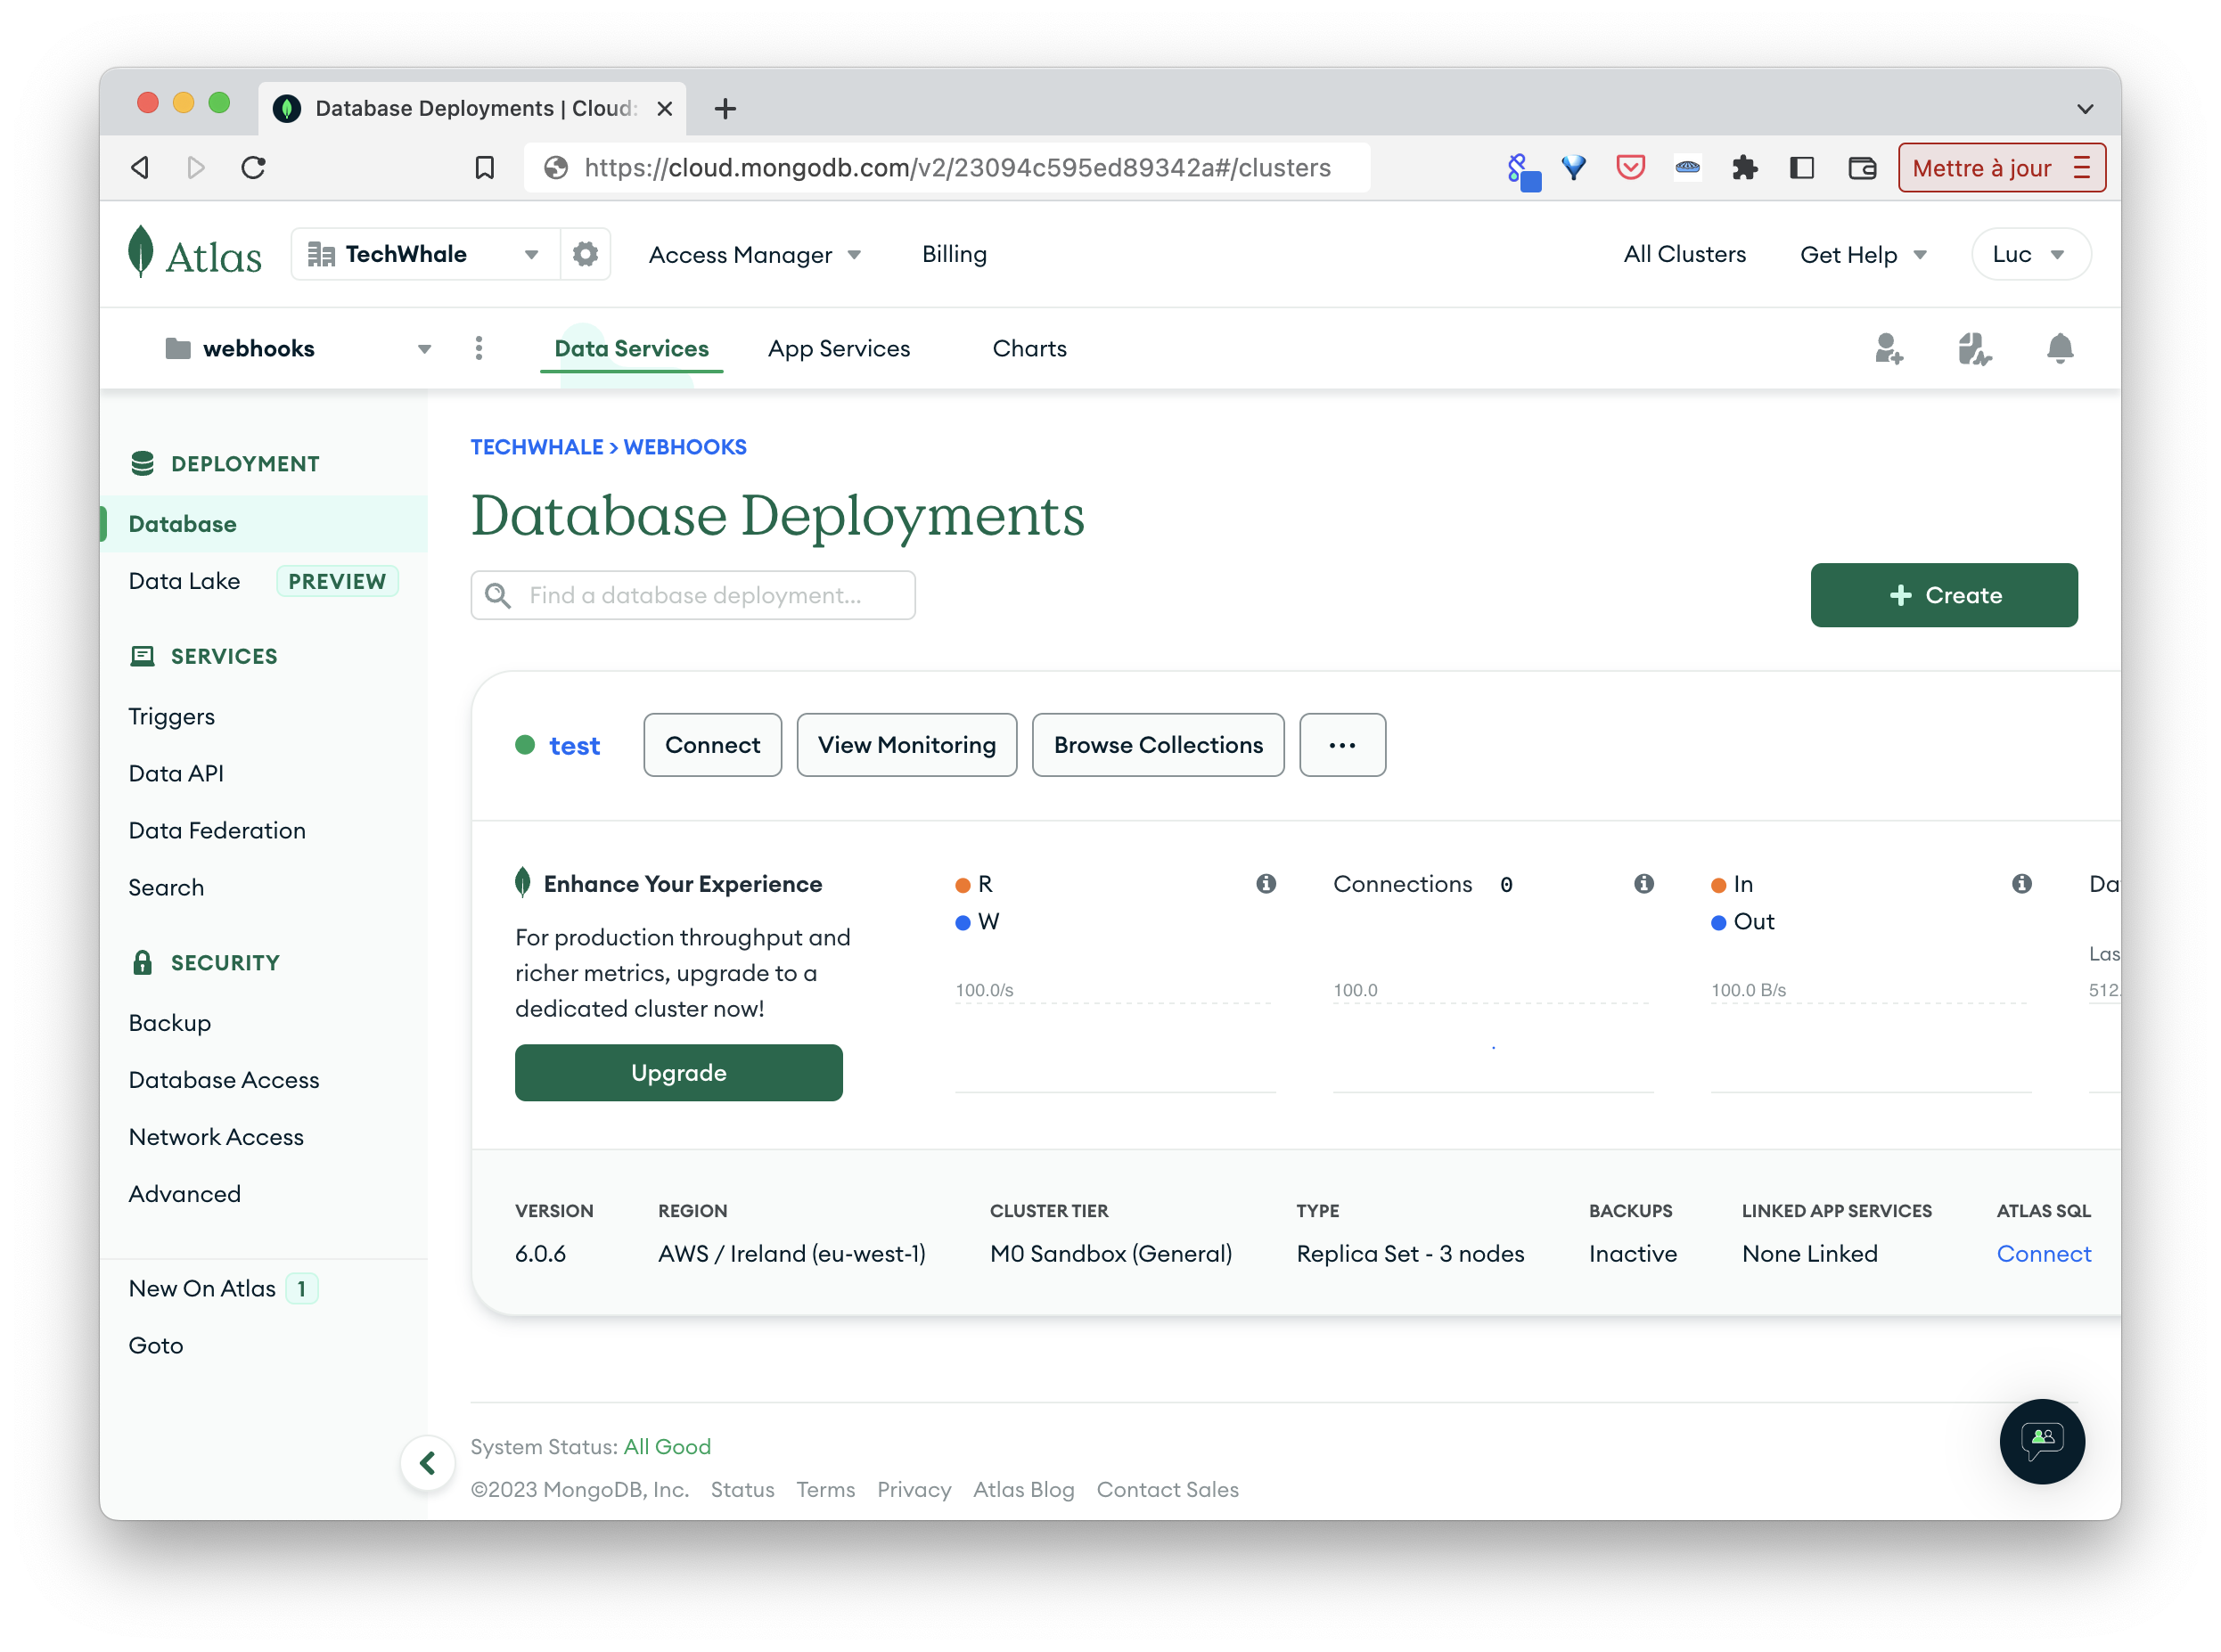 Database Deployments | Cloud:
https://cloud.mongodb.com/v2/23094c595ed89342a#/clusters
Mettre à jour
Atlas
TechWhale
Access Manager
Billing
All Clusters
Get Help
Luc
webhooks
Data Services
App Services
Charts
DEPLOYMENT
Database
Data Lake PREVIEW
SERVICES
Triggers
Data API
Data Federation
Search
SECURITY
Backup
Database Access
Network Access
Advanced
New On Atlas 1
Goto
TECHWHALE > WEBHOOKS
Database Deployments
Find a database deployment...
+ Create
test
Connect
View Monitoring
Browse Collections
...
Enhance Your Experience
For production throughput and
richer metrics, upgrade to a
dedicated cluster now!
Upgrade
R
W
100.0/s
Connections 0
100.0
In
Out
100.0 B/s
Da
Las
512.
VERSION
6.0.6
REGION
AWS / Ireland (eu-west-1)
CLUSTER TIER
M0 Sandbox (General)
TYPE
Replica Set - 3 nodes
BACKUPS
Inactive
LINKED APP SERVICES
None Linked
ATLAS SQL
Connect
System Status: All Good
©2023 MongoDB, Inc. Status Terms Privacy Atlas Blog Contact Sales